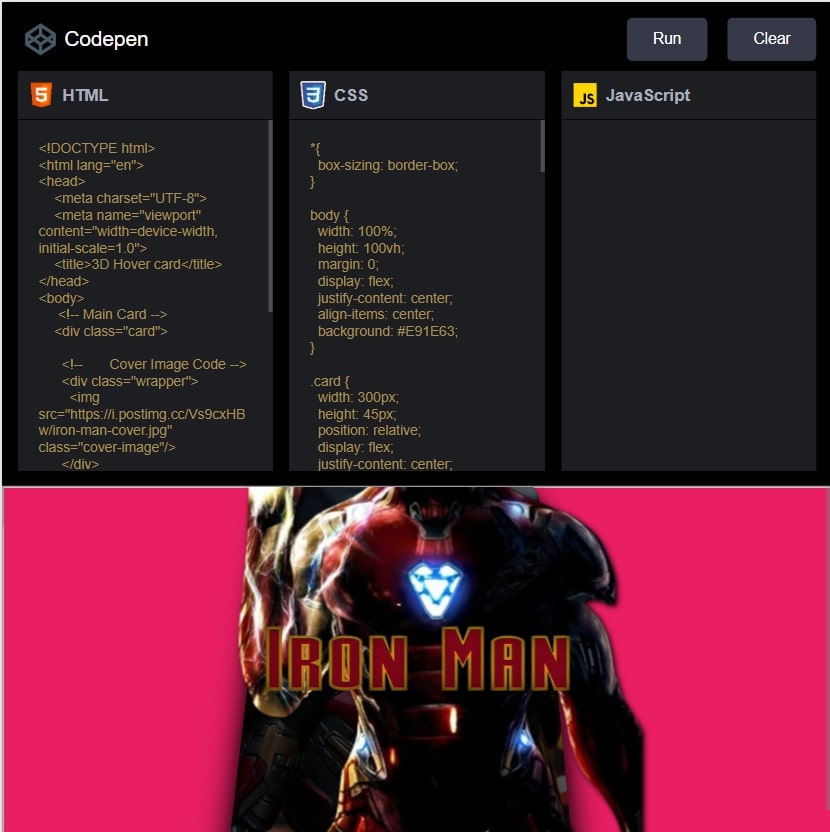 Codepen
Run
Clear
HTML
<!DOCTYPE html>
<html lang="en">
<head>
<meta charset="UTF-8">
<meta name="viewport"
content="width=device-width,
initial-scale=1.0">
<title>3D Hover card</title>
</head>
<body>
<!-- Main Card -->
<div class="card">
<!-- Cover Image Code -->
<div class="wrapper">
<img
src="https://i.postimg.cc/Vs9cxHB
w/iron-man-cover.jpg"
class="cover-image"/>
</div>
CSS
*{
box-sizing: border-box;
}
body {
width: 100%;
height: 100vh;
margin: 0;
display: flex;
justify-content: center;
align-items: center;
background: #E91E63;
}
.card {
width: 300px;
height: 45px;
position: relative;
display: flex;
justify-content: center;
JS
JavaScript
Iron Man